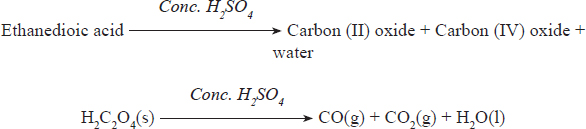 Conc. H₂SO₄
Ethanedioic acid ⟶ Carbon (II) oxide + Carbon (IV) oxide +
water
Conc. H₂SO₄
H₂C₂O₄(s) ⟶ CO(g) + CO₂(g) + H₂O(l)